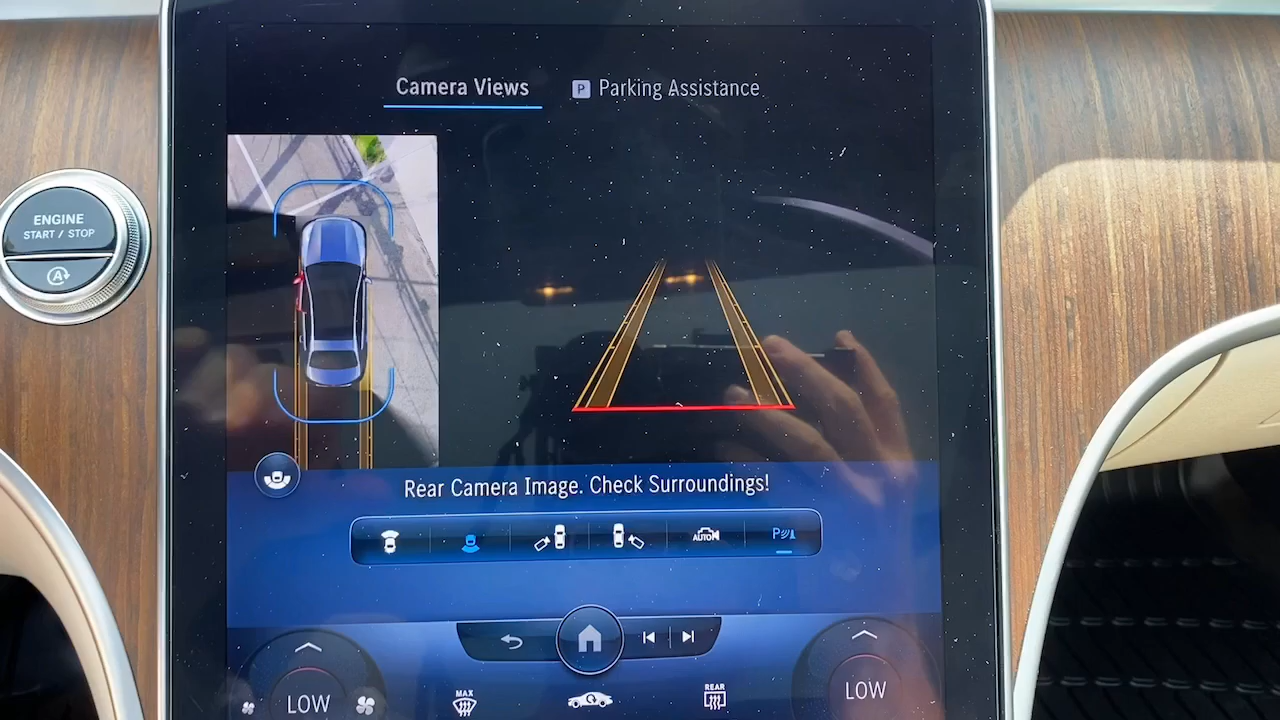 Camera Views
P Parking Assistance
ENGINE
START / STOP
A
Rear Camera Image. Check Surroundings!
AUTO
P
LOW
MAX
REAR
LOW